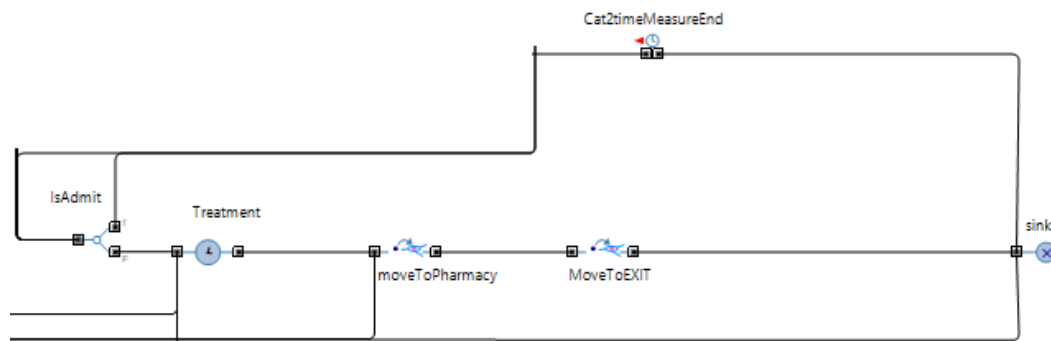 Cat2timeMeasureEnd
IsAdmit
T
F
Treatment
moveToPharmacy
MoveToEXIT
sink